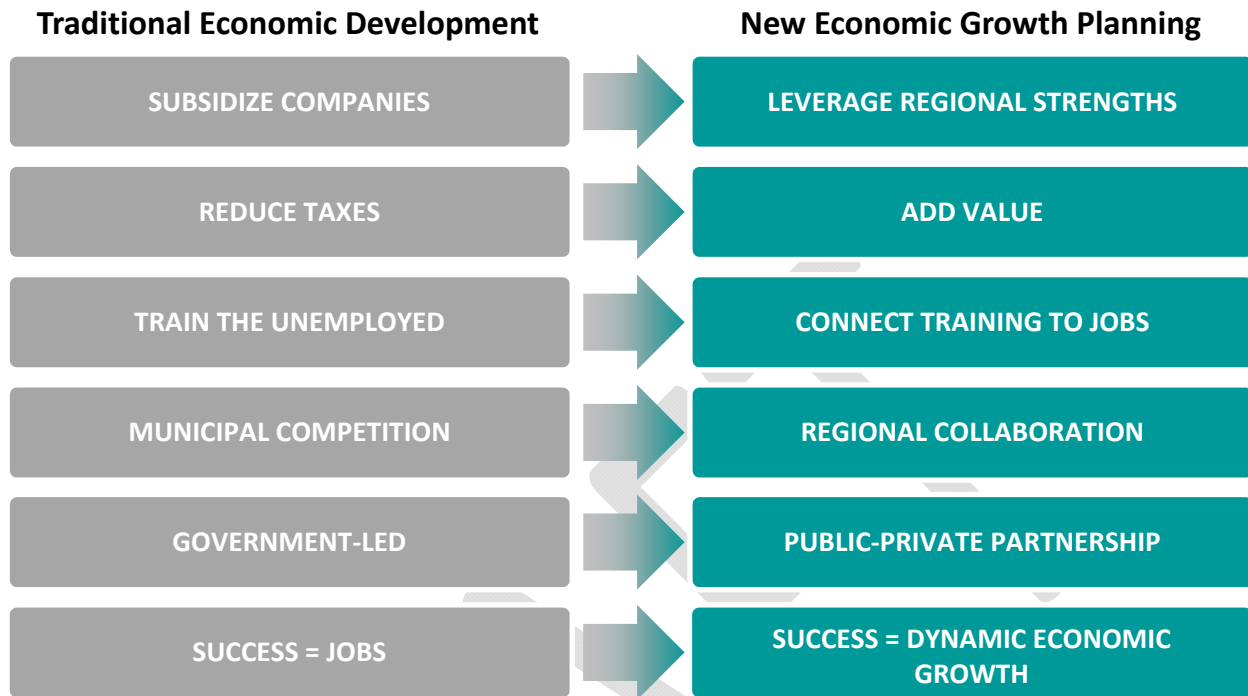 Traditional Economic Development
New Economic Growth Planning
SUBSIDIZE COMPANIES
LEVERAGE REGIONAL STRENGTHS
REDUCE TAXES
ADD VALUE
TRAIN THE UNEMPLOYED
CONNECT TRAINING TO JOBS
MUNICIPAL COMPETITION
REGIONAL COLLABORATION
GOVERNMENT-LED
PUBLIC-PRIVATE PARTNERSHIP
SUCCESS = JOBS
SUCCESS = DYNAMIC ECONOMIC
GROWTH